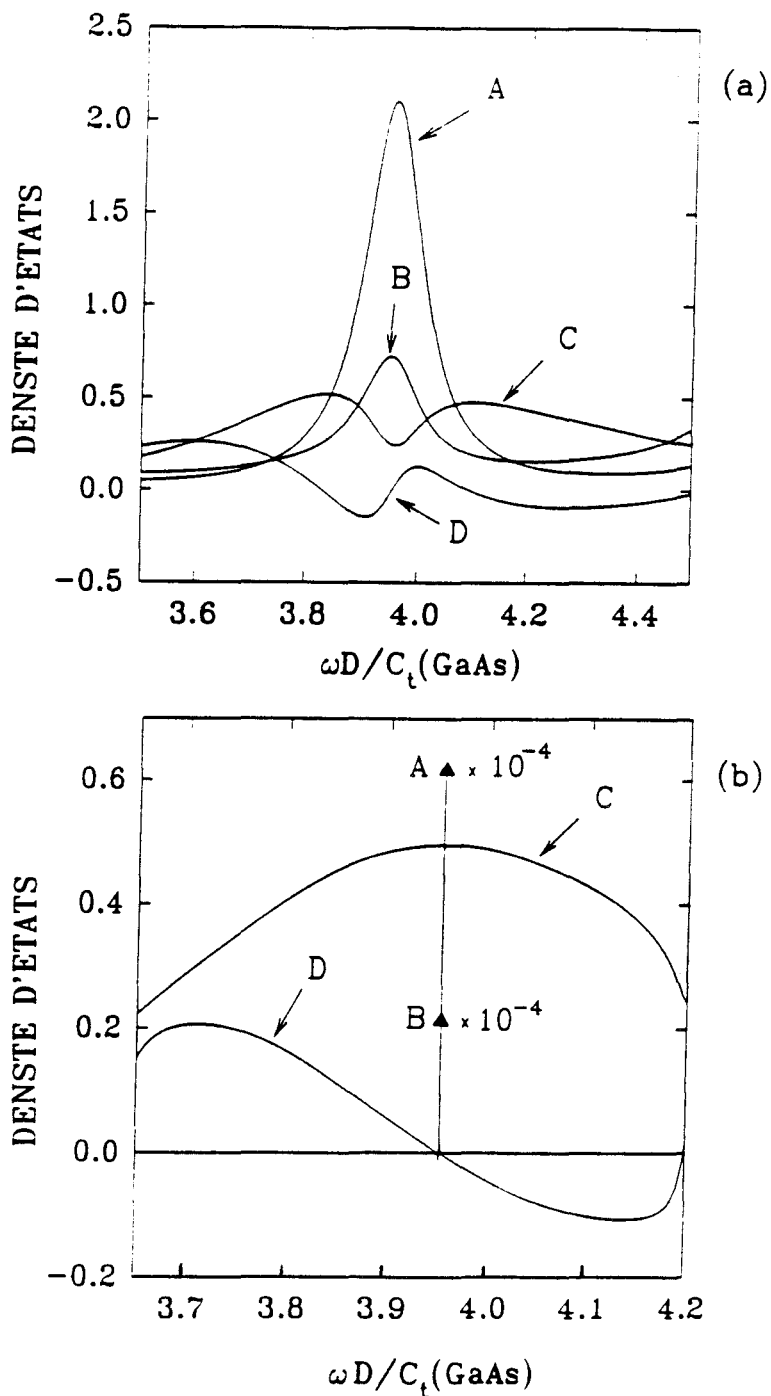 (a)
DENSTE D'ETATS
2.5
2.0
1.5
1.0
0.5
0.0
−0.5
A
B
C
D
3.6 3.8 4.0 4.2 4.4
ωD/C_t(GaAs)
(b)
DENSTE D'ETATS
0.6
0.4
0.2
0.0
−0.2
A × 10⁻⁴
C
D
B × 10⁻⁴
3.7 3.8 3.9 4.0 4.1 4.2
ωD/C_t(GaAs)